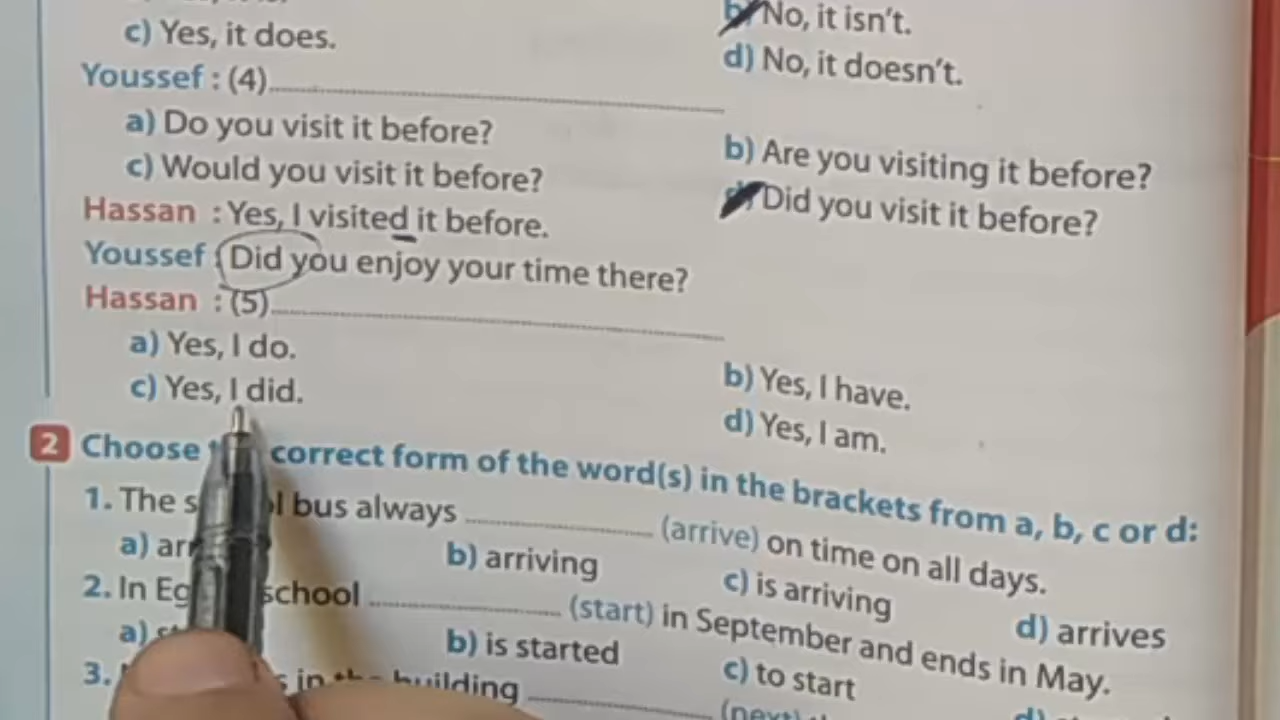 c) Yes, it does.
b) No, it isn't.
d) No, it doesn't.
Youssef : (4)
a) Do you visit it before?
b) Are you visiting it before?
c) Would you visit it before?
d) Did you visit it before?
Hassan : Yes, I visited it before.
Youssef : Did you enjoy your time there?
Hassan : (5)
a) Yes, I do.
b) Yes, I have.
c) Yes, I did.
d) Yes, I am.
2 Choose correct form of the word(s) in the brackets from a, b, c or d:
1. The bus always (arrive) on time on all days.
a) b) arriving c) is arriving d) arrives
2. In school (start) in September and ends in May.
a) b) is started c) to start d)
3. in the building (next)